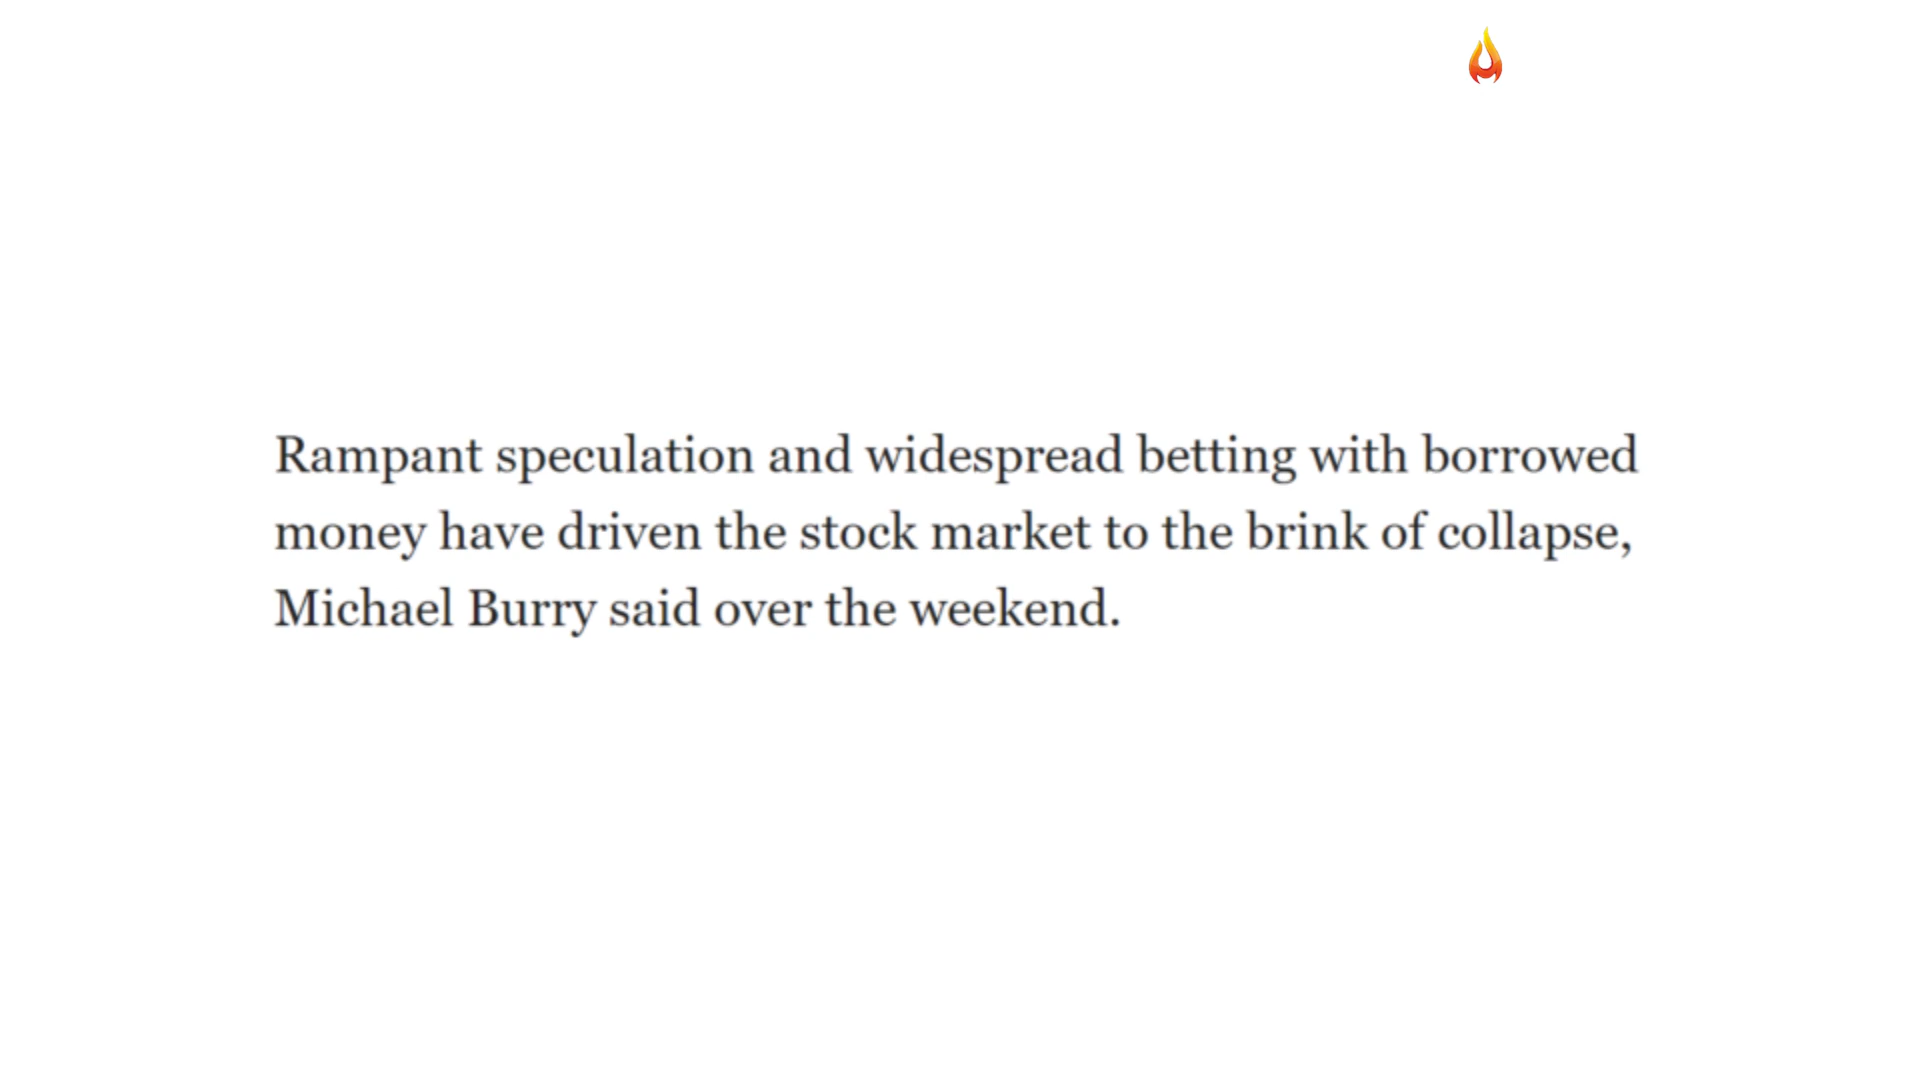 Rampant speculation and widespread betting with borrowed
money have driven the stock market to the brink of collapse,
Michael Burry said over the weekend.